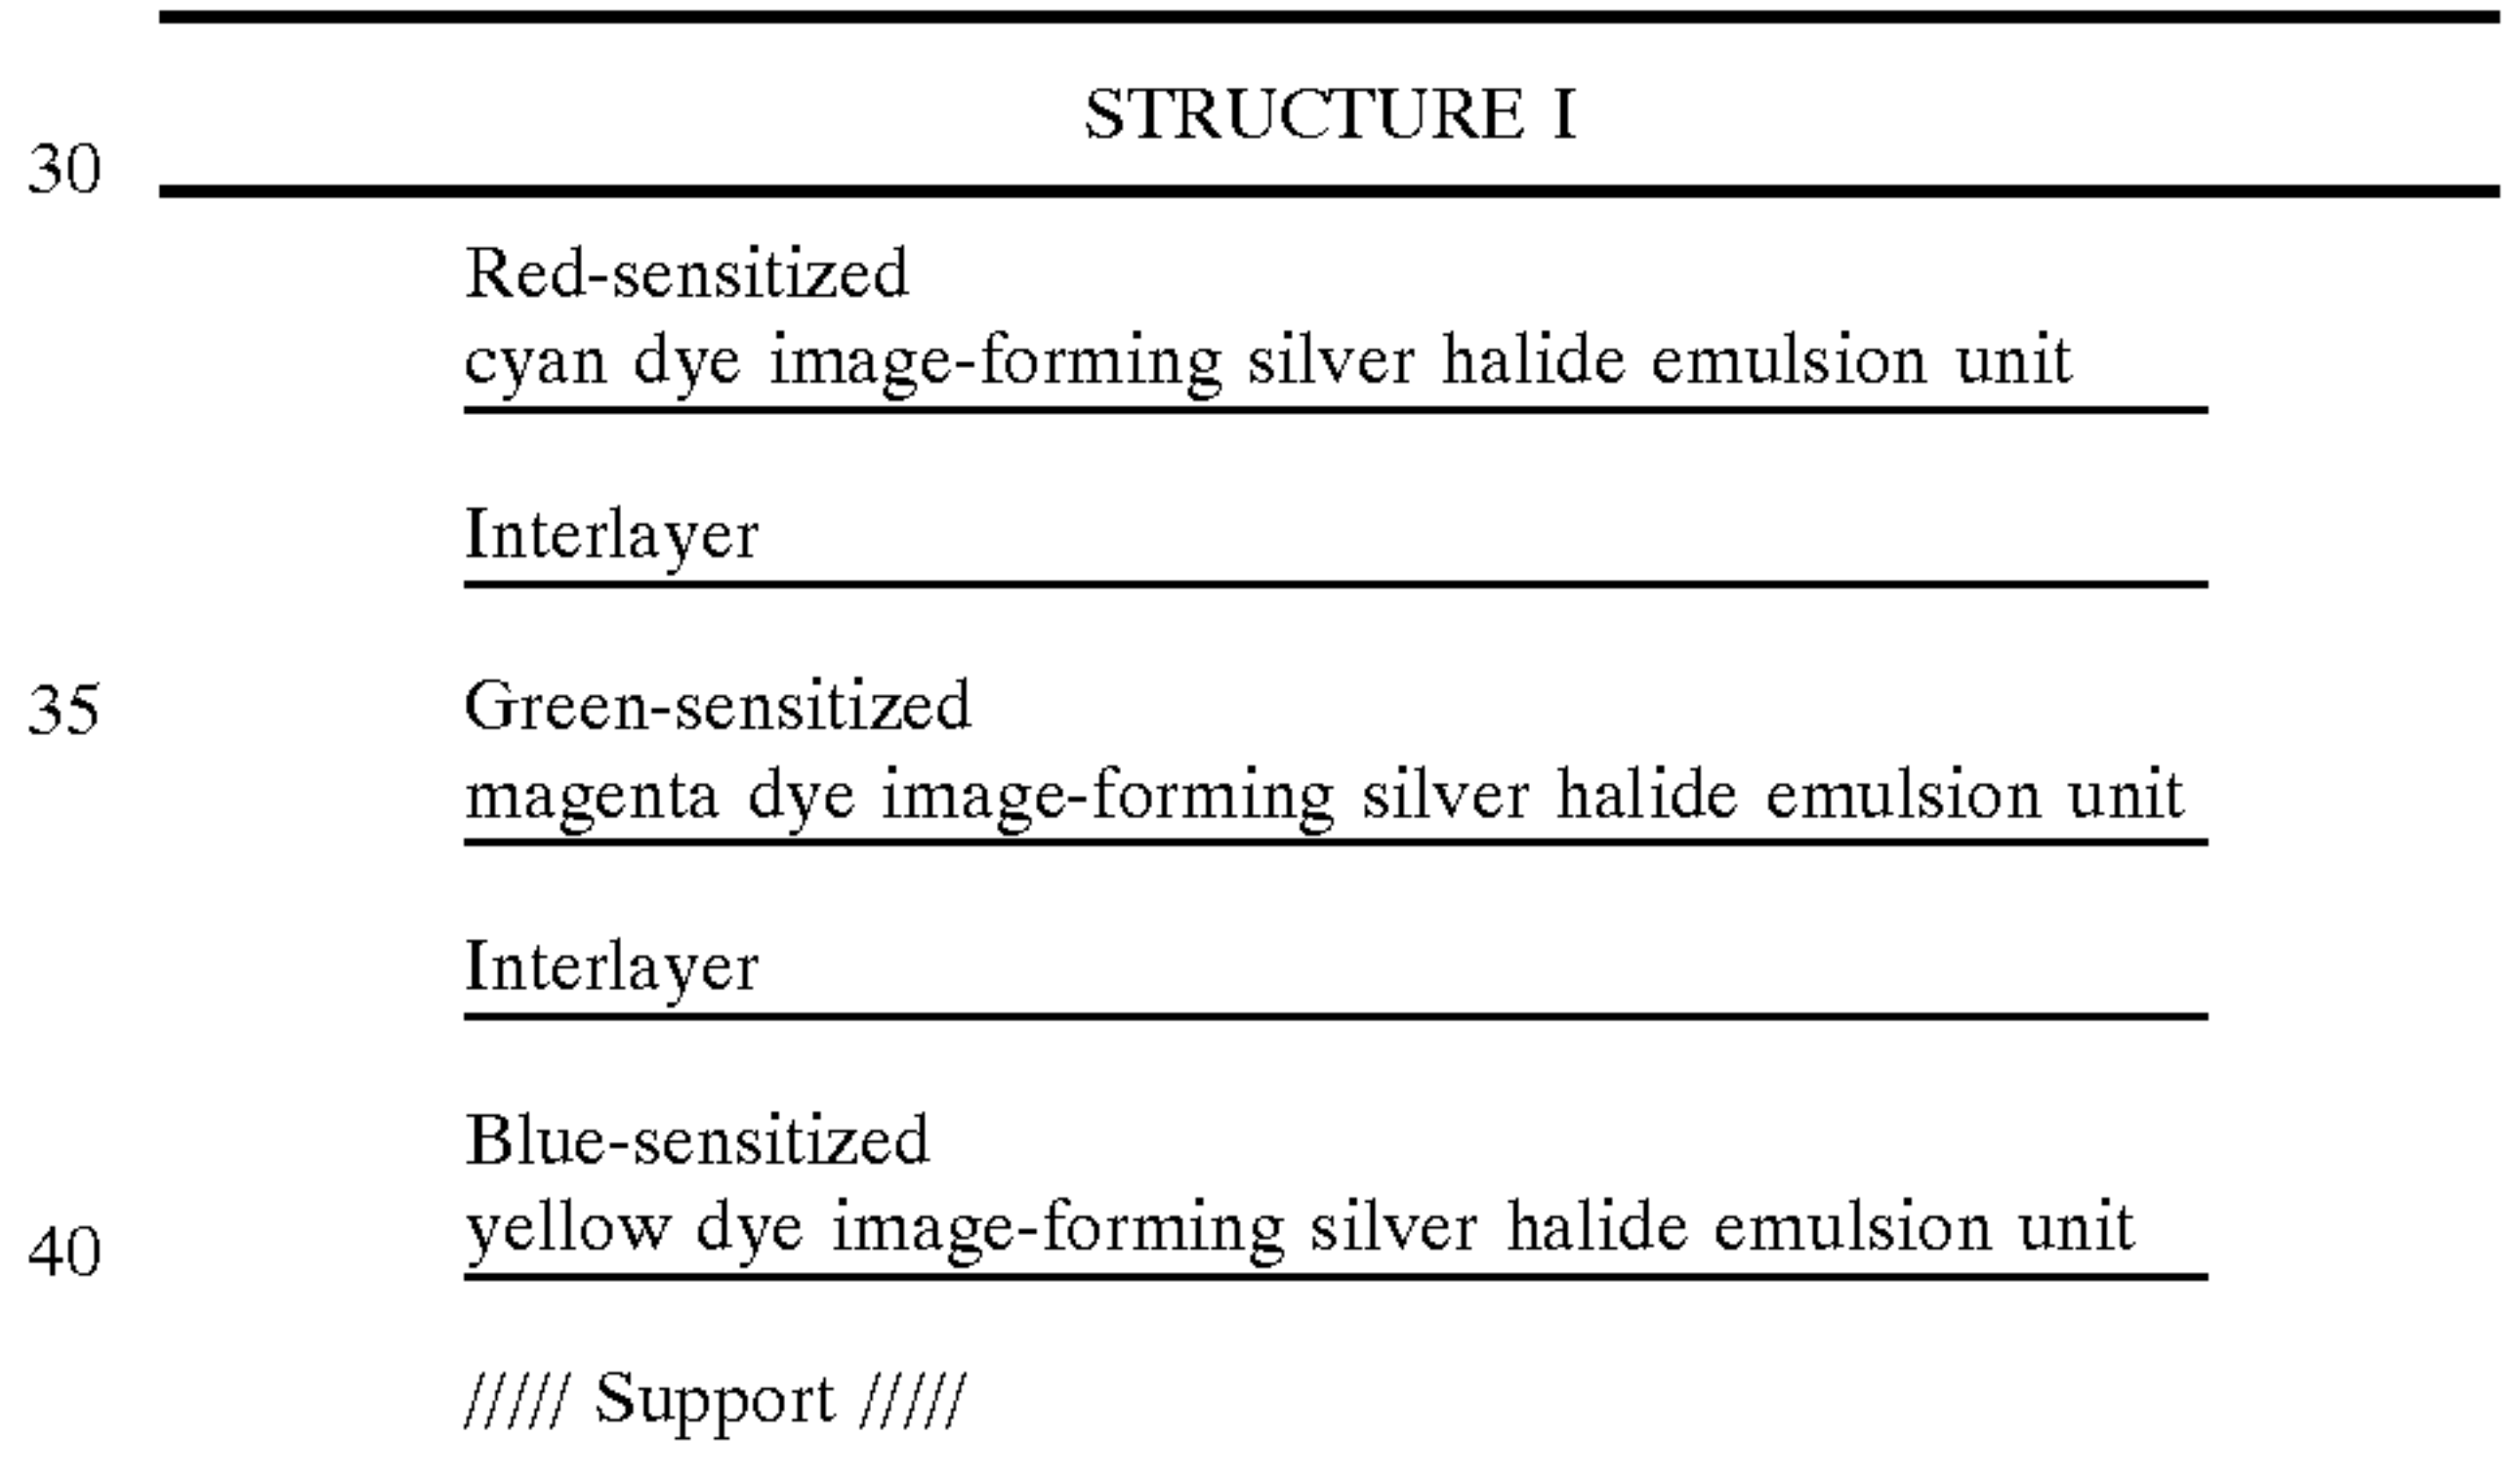 STRUCTURE I
30
Red-sensitized
cyan dye image-forming silver halide emulsion unit
Interlayer
35 Green-sensitized
magenta dye image-forming silver halide emulsion unit
Interlayer
Blue-sensitized
40 yellow dye image-forming silver halide emulsion unit
///// Support /////